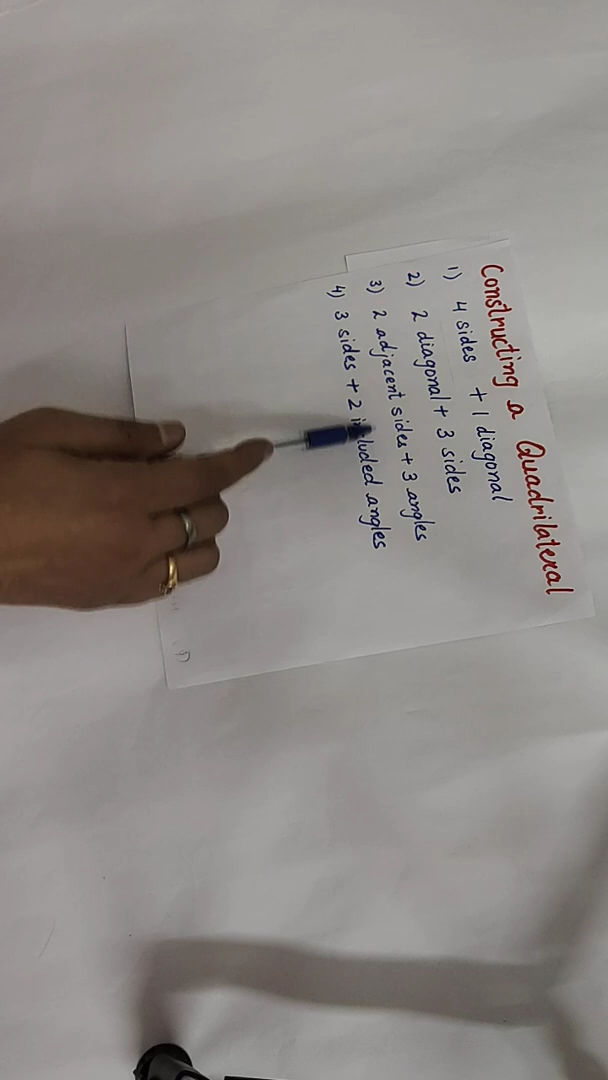 Constructing a Quadrilateral
1) 4 sides + 1 diagonal
2) 2 diagonal + 3 sides
3) 2 adjacent sides + 3 angles
4) 3 sides + 2 included angles